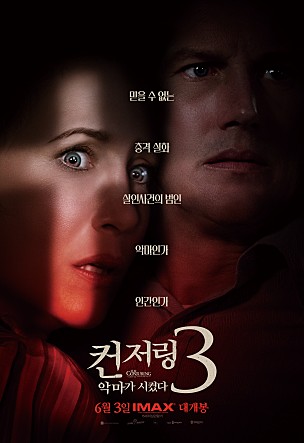 믿을 수 없는
충격 실화
살인사건의 범인
악마인가
인간인가
컨저링 3
THE CONJURING
악마가 시켰다
6월 3일 IMAX 대개봉